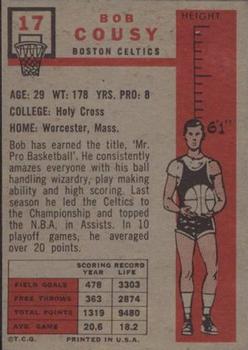 17
BOB
COUSY
BOSTON CELTICS
HEIGHT
6'1"
AGE: 29 WT: 178 YRS. PRO: 8
COLLEGE: Holy Cross
HOME: Worcester, Mass.
Bob has earned the title, 'Mr.
Pro Basketball'. He consistently
amazes everyone with his ball
handling wizardry, play making
ability and high scoring. Last
season he led the Celtics to
the Championship and topped
the N.B.A. in Assists. In 10
playoff games, he averaged
over 20 points.
SCORING RECORD
YEAR LIFE
FIELD GOALS 478 3303
FREE THROWS 363 2874
TOTAL POINTS 1319 9480
AVG. GAME 20.6 18.2
©T.C.G. PRINTED IN U.S.A.